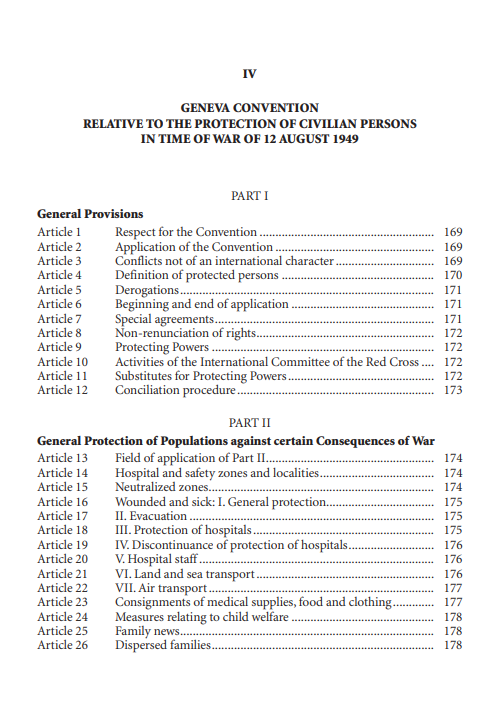 IV
GENEVA CONVENTION
RELATIVE TO THE PROTECTION OF CIVILIAN PERSONS
IN TIME OF WAR OF 12 AUGUST 1949
PART I
General Provisions
Article 1 Respect for the Convention ........ 169
Article 2 Application of the Convention ........ 169
Article 3 Conflicts not of an international character ........ 169
Article 4 Definition of protected persons ........ 170
Article 5 Derogations ........ 171
Article 6 Beginning and end of application ........ 171
Article 7 Special agreements ........ 171
Article 8 Non-renunciation of rights ........ 172
Article 9 Protecting Powers ........ 172
Article 10 Activities of the International Committee of the Red Cross .... 172
Article 11 Substitutes for Protecting Powers ........ 172
Article 12 Conciliation procedure ........ 173
PART II
General Protection of Populations against certain Consequences of War
Article 13 Field of application of Part II ........ 174
Article 14 Hospital and safety zones and localities ........ 174
Article 15 Neutralized zones ........ 174
Article 16 Wounded and sick: I. General protection ........ 175
Article 17 II. Evacuation ........ 175
Article 18 III. Protection of hospitals ........ 175
Article 19 IV. Discontinuance of protection of hospitals ........ 176
Article 20 V. Hospital staff ........ 176
Article 21 VI. Land and sea transport ........ 176
Article 22 VII. Air transport ........ 177
Article 23 Consignments of medical supplies, food and clothing ........ 177
Article 24 Measures relating to child welfare ........ 178
Article 25 Family news ........ 178
Article 26 Dispersed families ........ 178